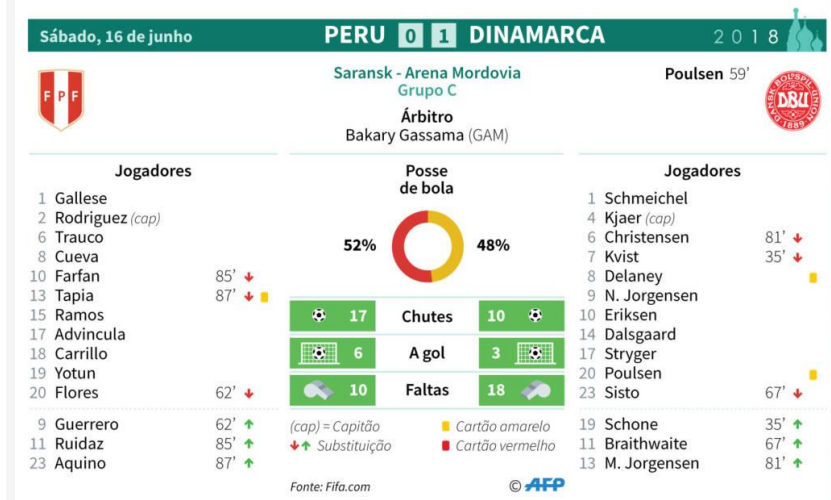 Sábado, 16 de junho
PERU 0 1 DINAMARCA
2018
FPF
Saransk - Arena Mordovia
Grupo C
Árbitro
Bakary Gassama (GAM)
Poulsen 59'
DANSK BOLDSPIL UNION
DBU
1889
Jogadores
1 Gallese
2 Rodriguez (cap)
6 Trauco
8 Cueva
10 Farfan 85'
13 Tapia 87'
15 Ramos
17 Advincula
18 Carrillo
19 Yotun
20 Flores 62'
9 Guerrero 62'
11 Ruidaz 85'
23 Aquino 87'
Posse
de bola
52% 48%
17 Chutes 10
6 A gol 3
10 Faltas 18
(cap) = Capitão
Cartão amarelo
Substituição
Cartão vermelho
Fonte: Fifa.com
© AFP
Jogadores
1 Schmeichel
4 Kjaer (cap)
6 Christensen 81'
7 Kvist 35'
8 Delaney
9 N. Jorgensen
10 Eriksen
14 Dalsgaard
17 Stryger
20 Poulsen
23 Sisto 67'
19 Schone 35'
11 Braithwaite 67'
13 M. Jorgensen 81'